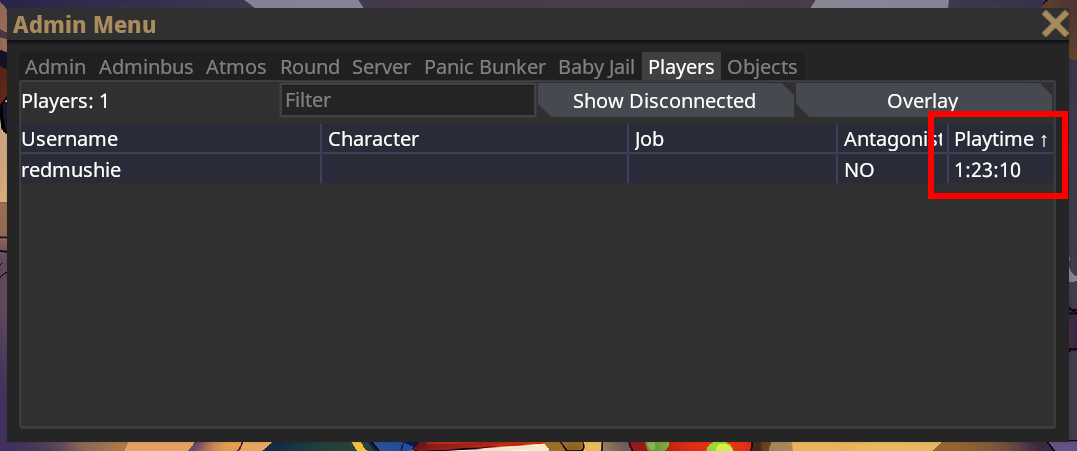 Admin Menu
Admin Adminbus Atmos Round Server Panic Bunker Baby Jail Players Objects
Players: 1 Filter Show Disconnected Overlay
Username Character Job Antagonist Playtime ↑
redmushie NO 1:23:10